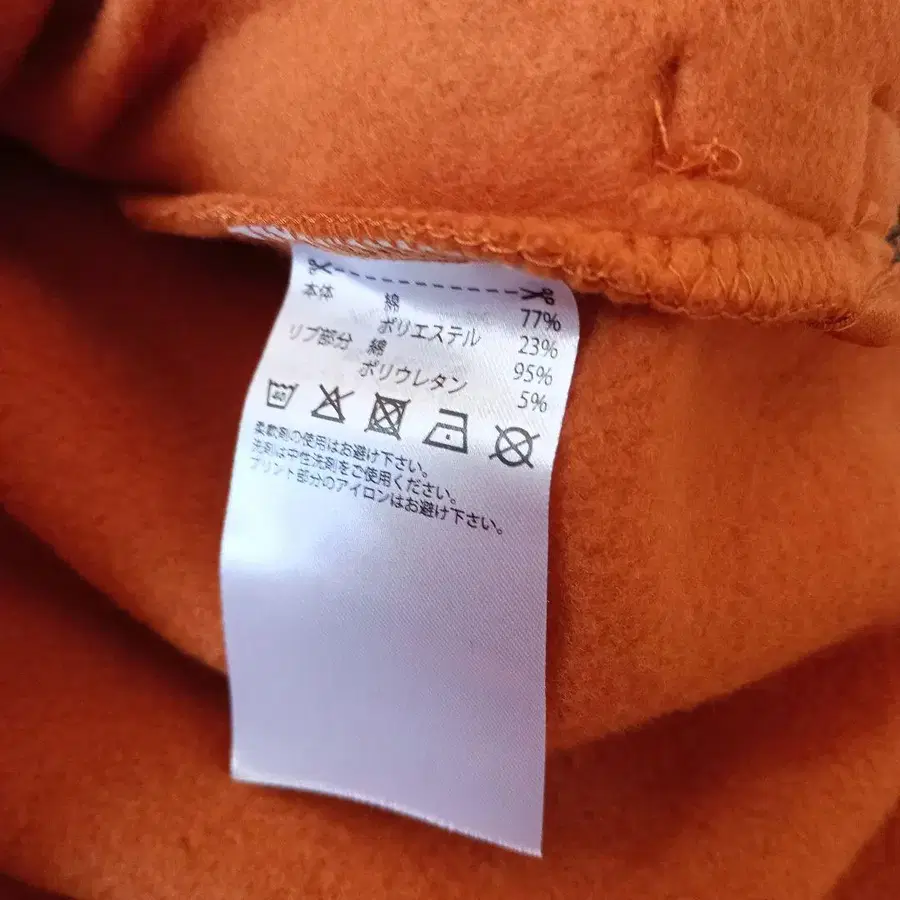 本体 綿 77%
ポリエステル 23%
リブ部分 綿 95%
ポリウレタン 5%
40
柔軟剤の使用はお避け下さい。
洗剤は中性洗剤をご使用ください。
プリント部分のアイロンはお避け下さい。